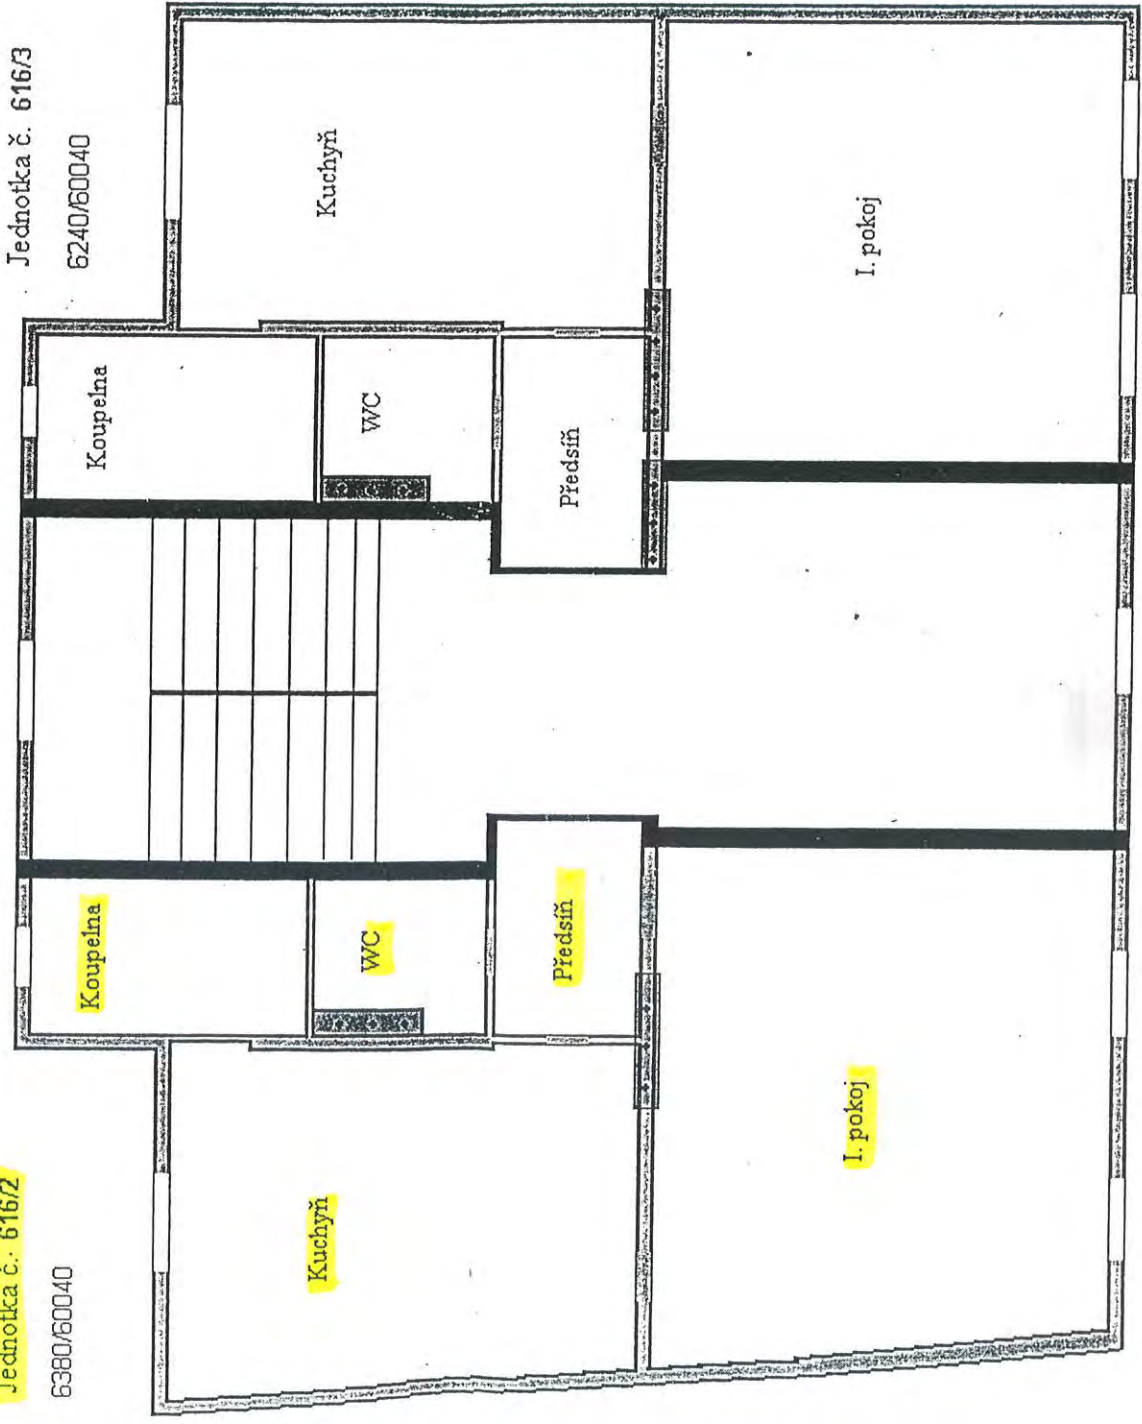 Jednotka č.: 616/2
6380/60040
Koupelna
WC
Předsíň
Kuchyň
I. pokoj
Jednotka č. 616/3
6240/60040
Koupelna
WC
Předsíň
Kuchyň
I. pokoj